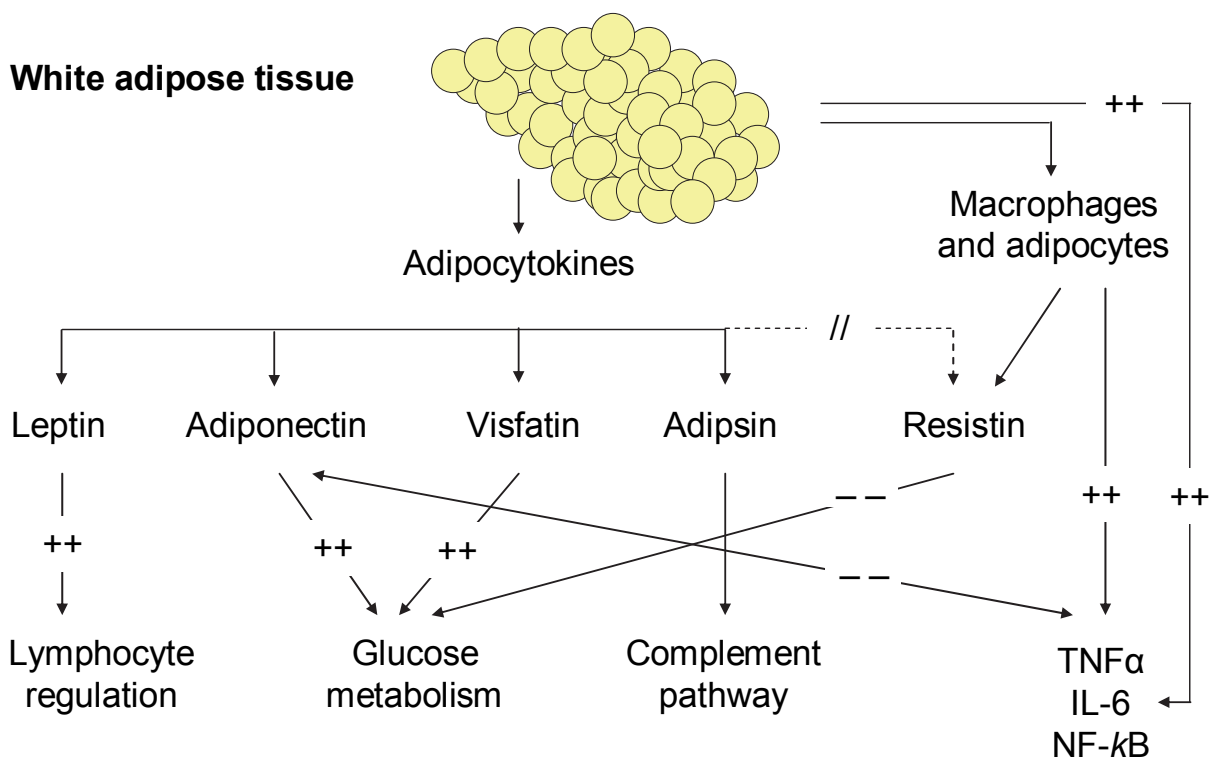 White adipose tissue
++
Macrophages
and adipocytes
Adipocytokines
//
Leptin
Adiponectin
Visfatin
Adipsin
Resistin
++
++
++
– –
++
++
– –
Lymphocyte
regulation
Glucose
metabolism
Complement
pathway
TNFα
IL-6
NF-kB